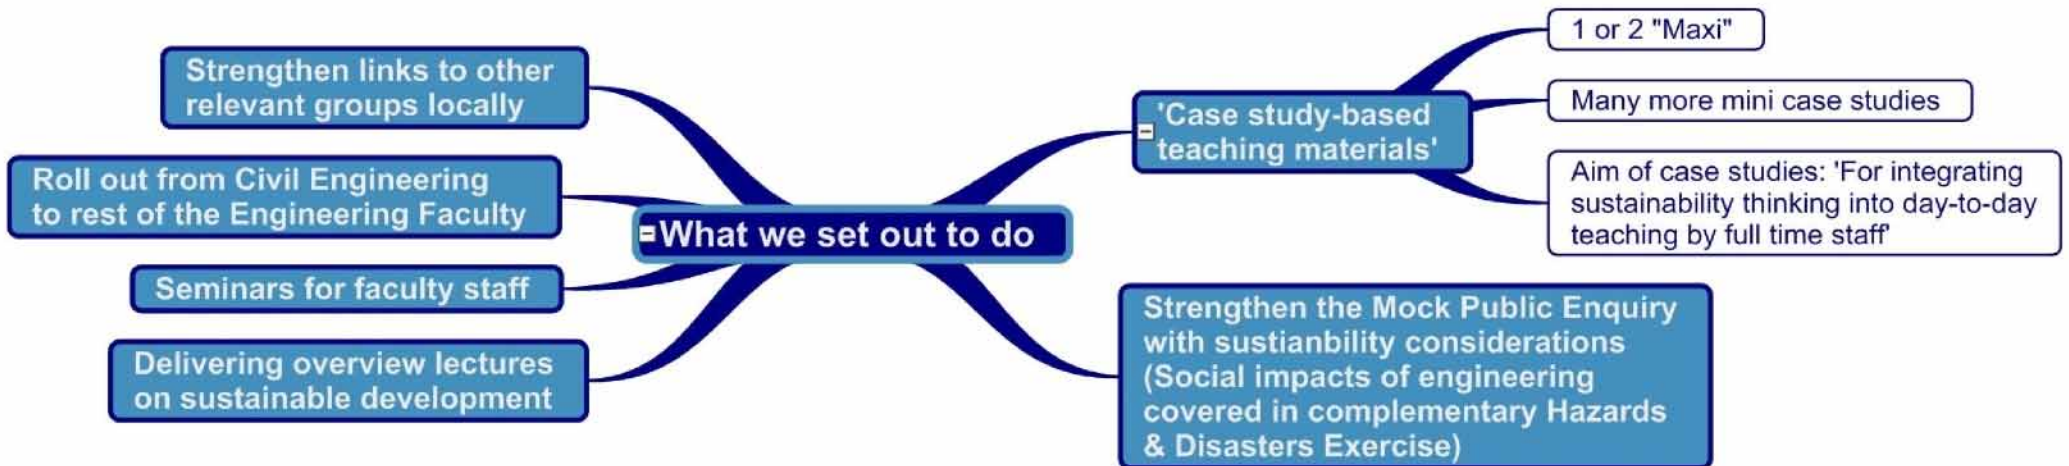 Strengthen links to other
relevant groups locally
Roll out from Civil Engineering
to rest of the Engineering Faculty
Seminars for faculty staff
Delivering overview lectures
on sustainable development
What we set out to do
'Case study-based
teaching materials'
1 or 2 "Maxi"
Many more mini case studies
Aim of case studies: 'For integrating
sustainability thinking into day-to-day
teaching by full time staff'
Strengthen the Mock Public Enquiry
with sustianbility considerations
(Social impacts of engineering
covered in complementary Hazards
& Disasters Exercise)